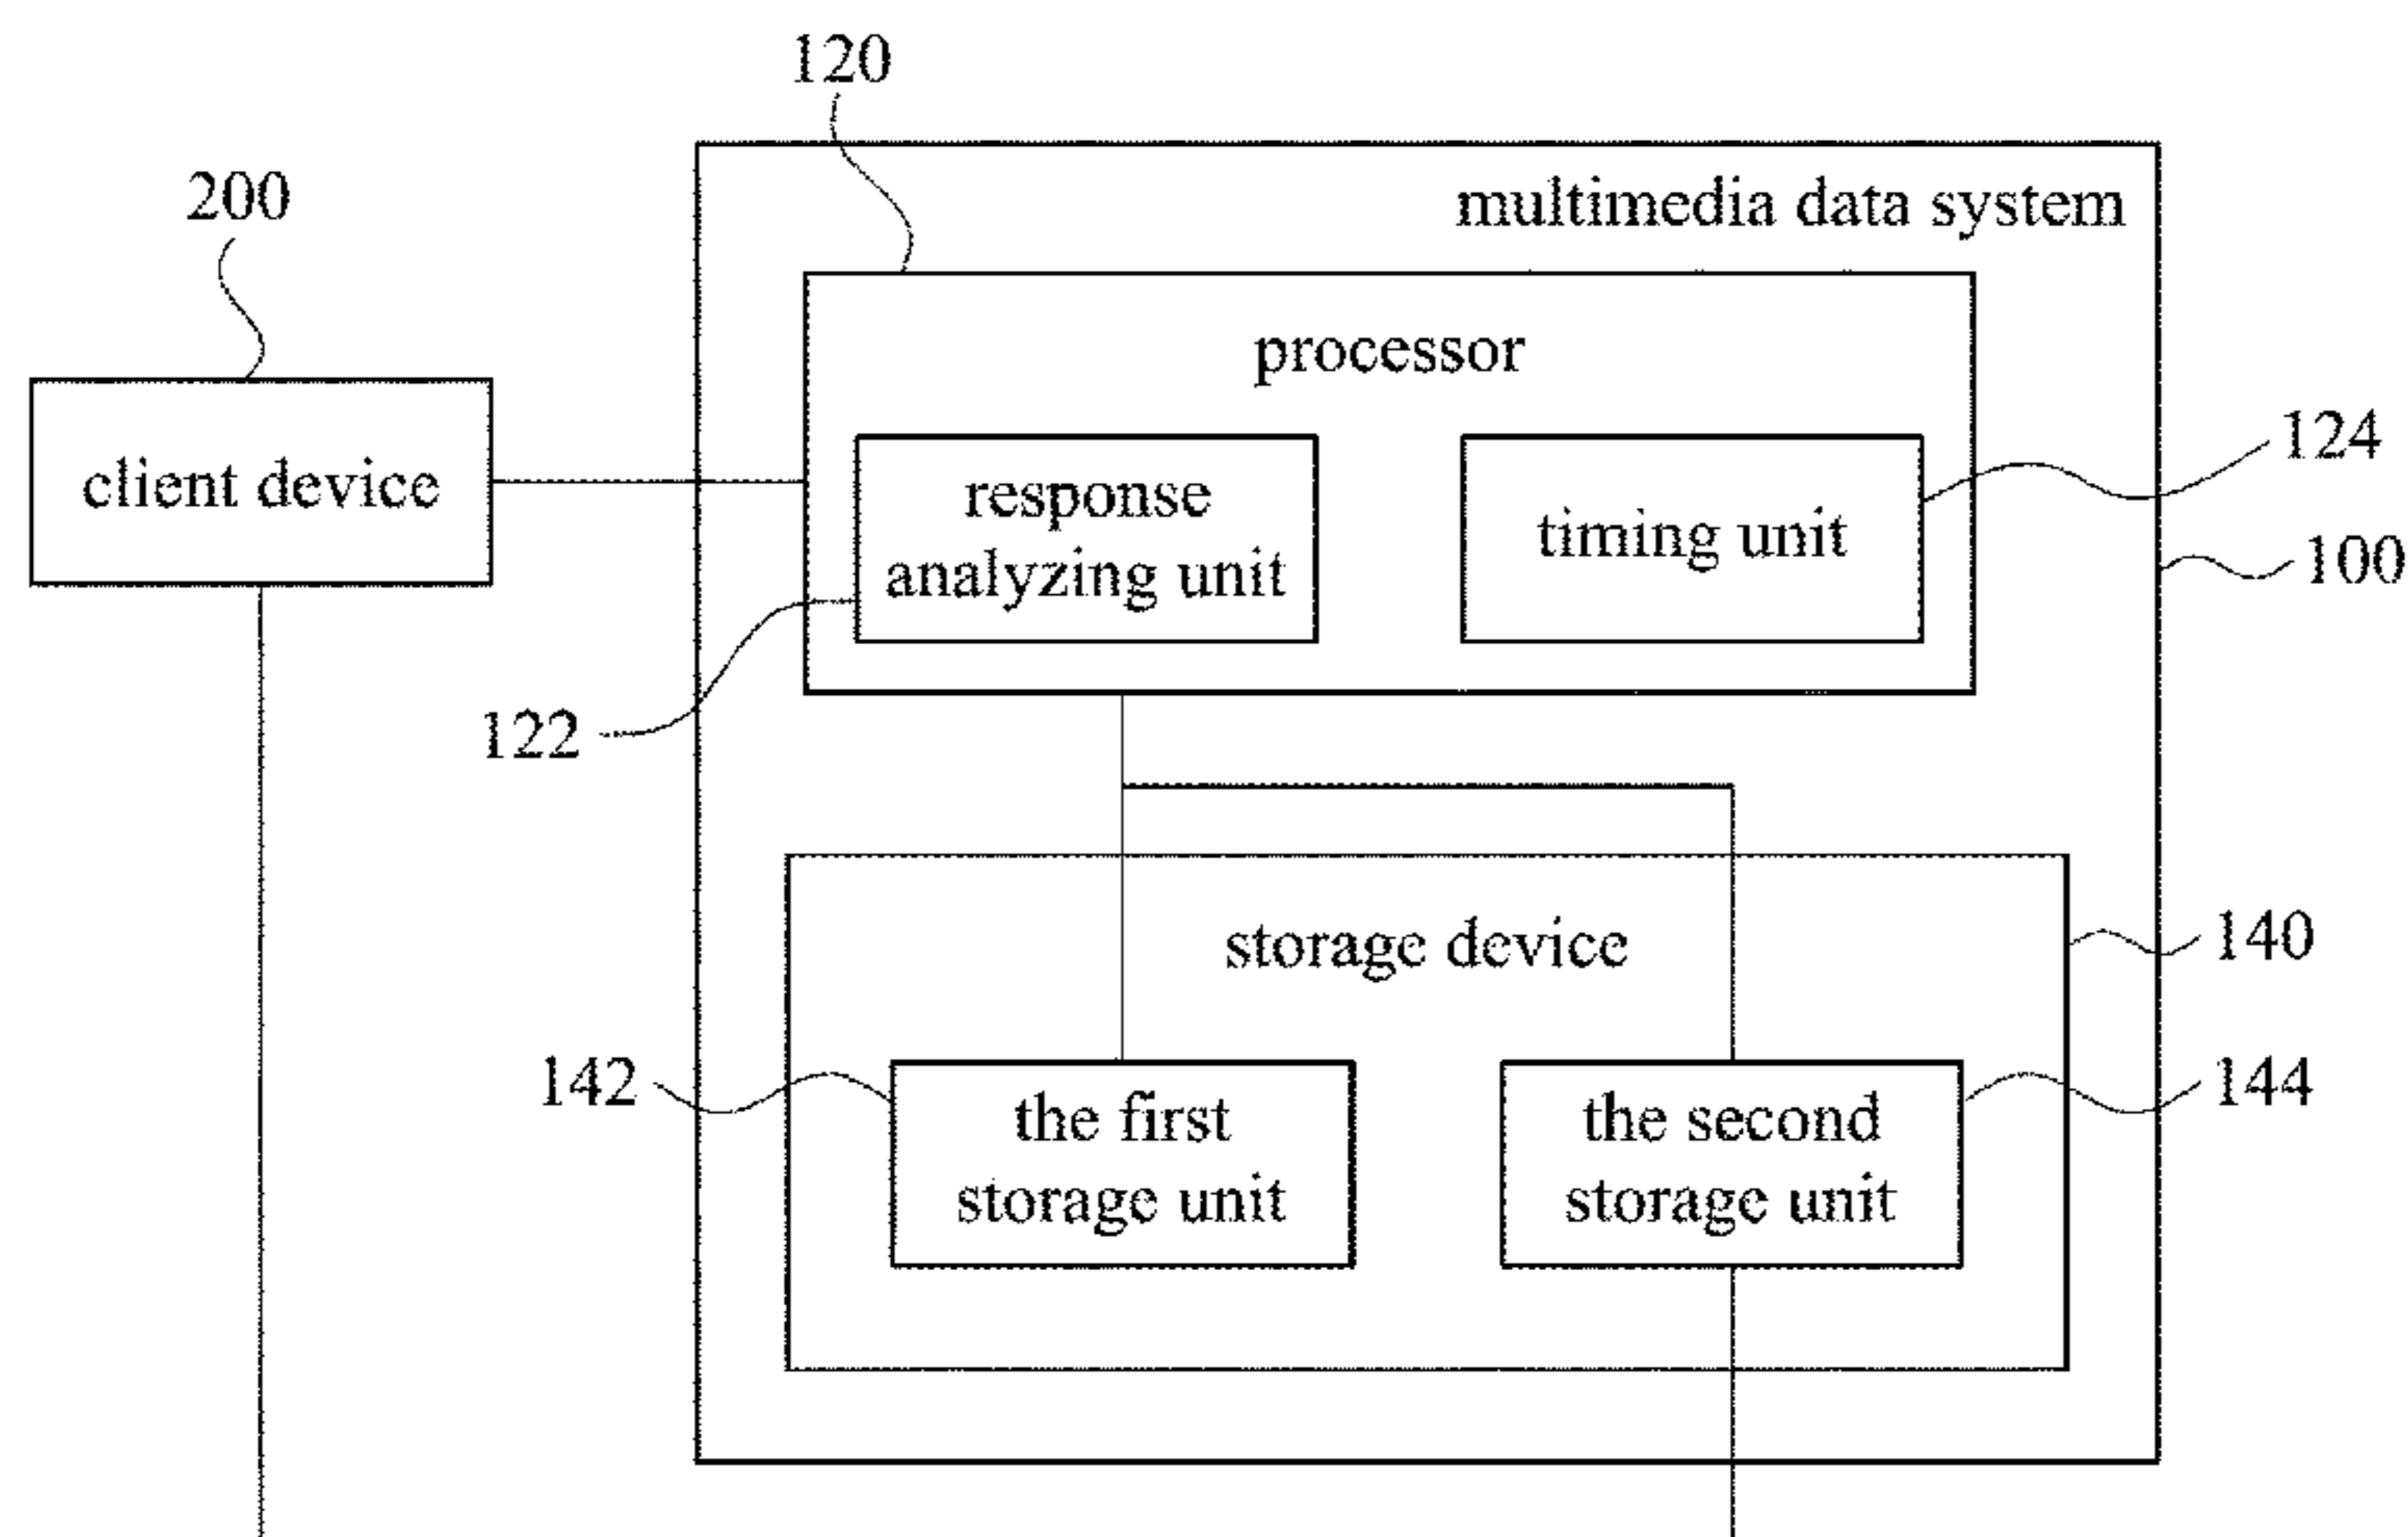 120
200
multimedia data system
processor
client device
response
analyzing unit
timing unit
124
100
122
storage device
140
142
the first
storage unit
the second
storage unit
144